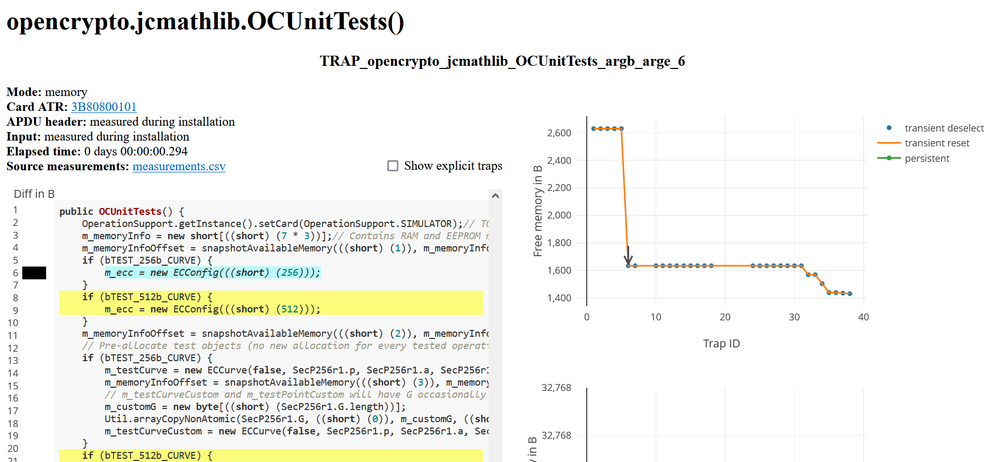 opencrypto.jcmathlib.OCUnitTests()
TRAP_opencrypto_jcmathlib_OCUnitTests_argb_arge_6
Mode: memory
Card ATR: 3B80800101
APDU header: measured during installation
Input: measured during installation
Elapsed time: 0 days 00:00:00.294
Source measurements: measurements.csv
Show explicit traps
Diff in B
1 public OCUnitTests() {
2 OperationSupport.getInstance().setCard(OperationSupport.SIMULATOR);// TO
3 m_memoryInfo = new short[((short) (7 * 3))];// Contains RAM and EEPROM
4 m_memoryInfoOffset = snapshotAvailableMemory(((short) (1)), m_memoryInfo
5 if (bTEST_256b_CURVE) {
6 m_ecc = new ECConfig(((short) (256)));
7 }
8 if (bTEST_512b_CURVE) {
9 m_ecc = new ECConfig(((short) (512)));
10 }
11 m_memoryInfoOffset = snapshotAvailableMemory(((short) (2)), m_memoryInfo
12 // Pre-allocate test objects (no new allocation for every tested operati
13 if (bTEST_256b_CURVE) {
14 m_testCurve = new ECCurve(false, SecP256r1.p, SecP256r1.a, SecP256r1
15 m_memoryInfoOffset = snapshotAvailableMemory(((short) (3)), m_memory
16 // m_testCurveCustom and m_testPointCustom will have G occasionally
17 m_customG = new byte[((short) (SecP256r1.G.length))];
18 Util.arrayCopyNonAtomic(SecP256r1.G, ((short) (0)), m_customG, ((sho
19 m_testCurveCustom = new ECCurve(false, SecP256r1.p, SecP256r1.a, Sec
20 }
21 if (bTEST_512b_CURVE) {
Free memory in B
2,600
2,400
2,200
2,000
1,800
1,600
1,400
0 10 20 30 40
Trap ID
transient deselect
transient reset
persistent
32,768
32,768
y in B